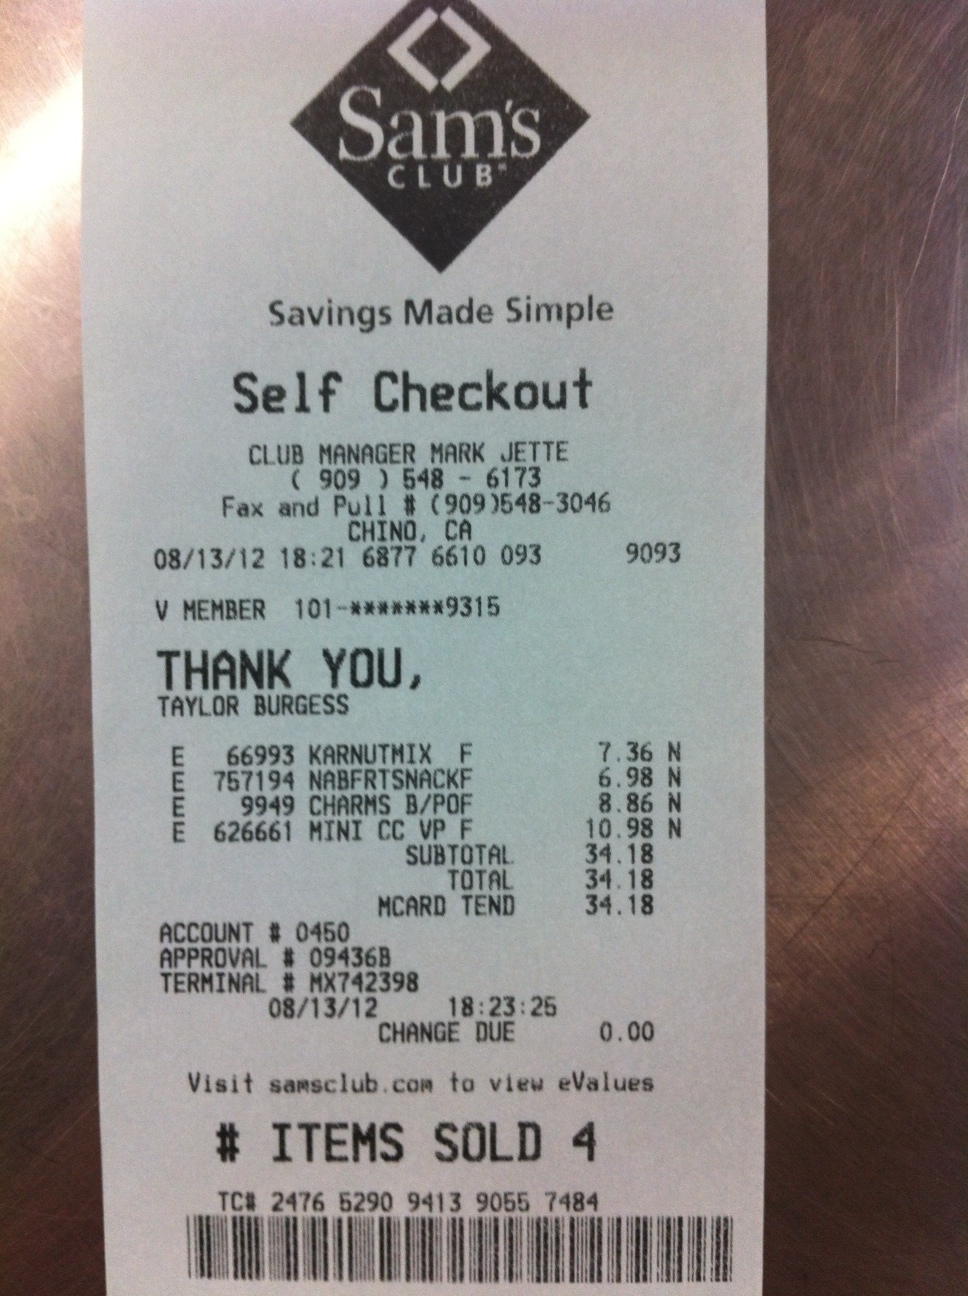 Sam's
CLUB
Savings Made Simple
Self Checkout
CLUB MANAGER MARK JETTE
( 909 ) 548 - 6173
Fax and Pull # (909)548-3046
CHINO, CA
08/13/12 18:21 6877 6610 093 9093
V MEMBER 101-*******9315
THANK YOU,
TAYLOR BURGESS
E 66993 KARNUTMIX F 7.36 N
E 757194 NABFRTSNACKF 6.98 N
E 9949 CHARMS B/POF 8.86 N
E 626661 MINI CC VP F 10.98 N
SUBTOTAL 34.18
TOTAL 34.18
MCARD TEND 34.18
ACCOUNT # 0450
APPROVAL # 09436B
TERMINAL # MX742398
08/13/12 18:23:25
CHANGE DUE 0.00
Visit samsclub.com to view eValues
# ITEMS SOLD 4
TC# 2476 5290 9413 9055 7484